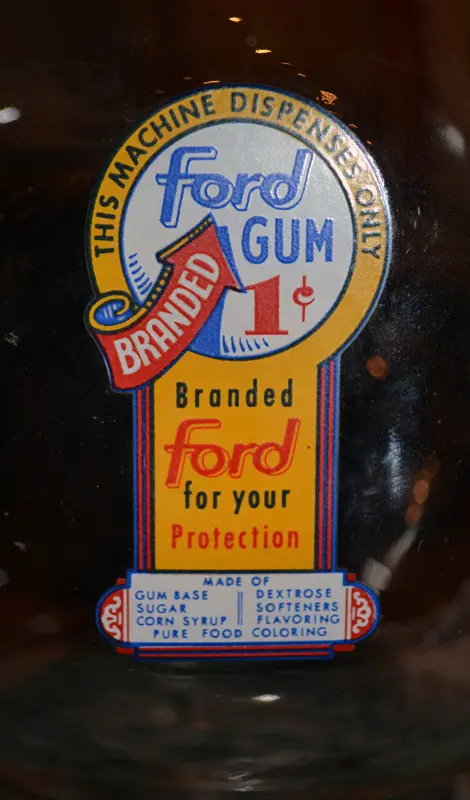 THIS MACHINE DISPENSES ONLY
ford
GUM
1¢
BRANDED
Branded
ford
for your
Protection
MADE OF
GUM BASE DEXTROSE
SUGAR SOFTENERS
CORN SYRUP FLAVORING
PURE FOOD COLORING